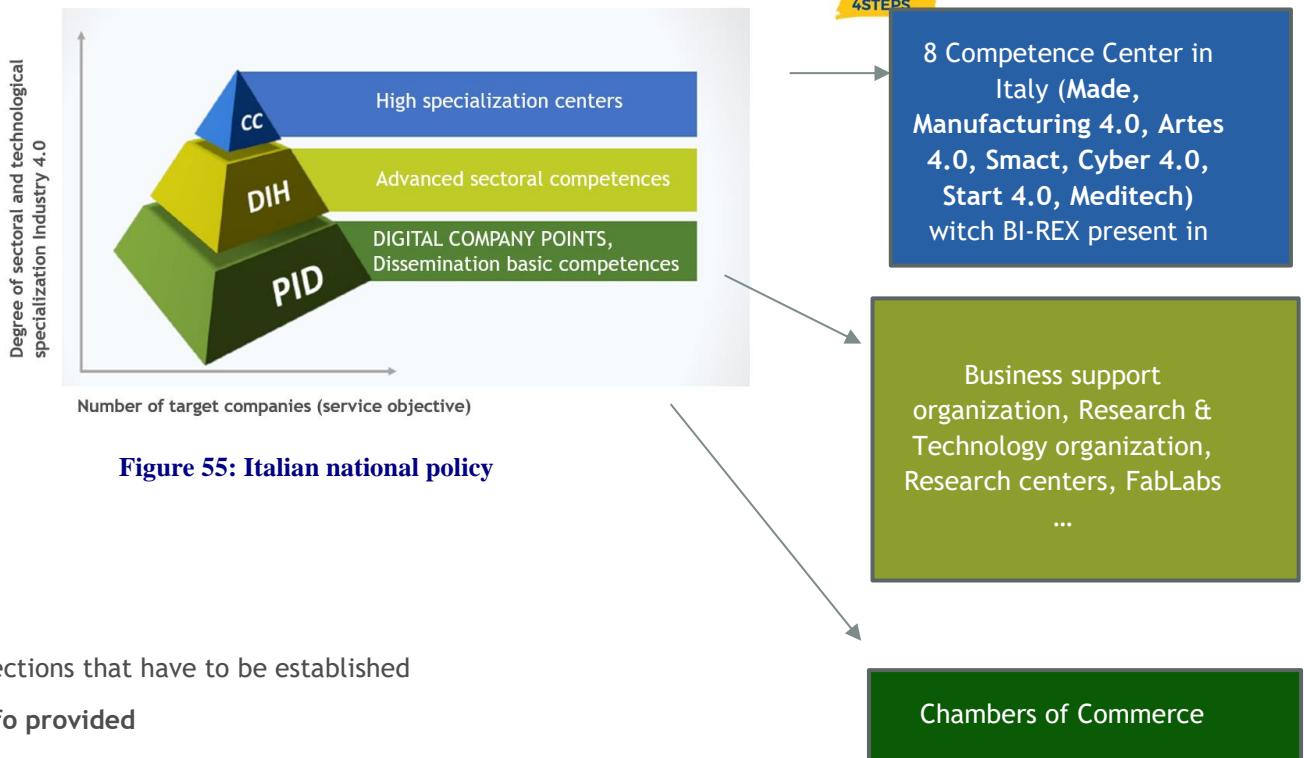 4STEPS
Degree of sectoral and technological
specialization Industry 4.0
CC
High specialization centers
DIH
Advanced sectoral competences
PID
DIGITAL COMPANY POINTS,
Dissemination basic competences
Number of target companies (service objective)
Figure 55: Italian national policy
8 Competence Center in
Italy (Made,
Manufacturing 4.0, Artes
4.0, Smact, Cyber 4.0,
Start 4.0, Meditech)
witch BI-REX present in
Business support
organization, Research &
Technology organization,
Research centers, FabLabs
…
ections that have to be established
fo provided
Chambers of Commerce